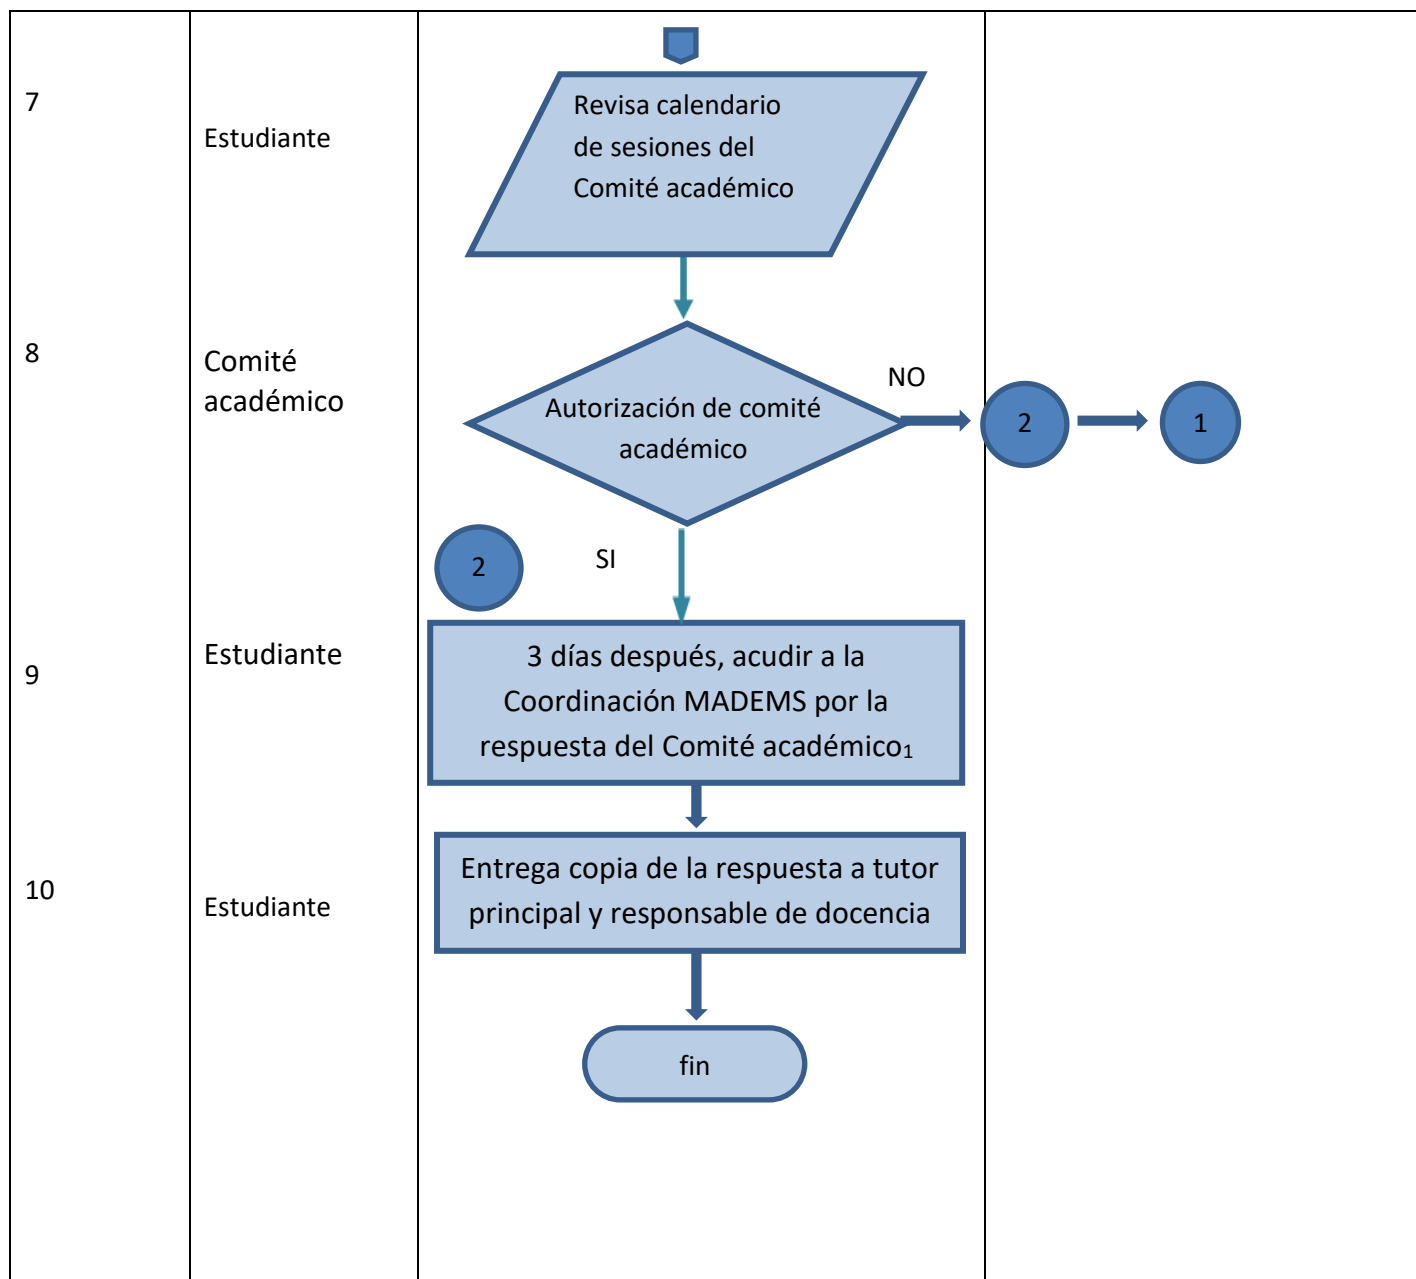 7
Estudiante
Revisa calendario
de sesiones del
Comité académico
8
Comité
académico
Autorización de comité
académico
NO
2
1
2
SI
9
Estudiante
3 días después, acudir a la
Coordinación MADEMS por la
respuesta del Comité académico₁
10
Estudiante
Entrega copia de la respuesta a tutor
principal y responsable de docencia
fin